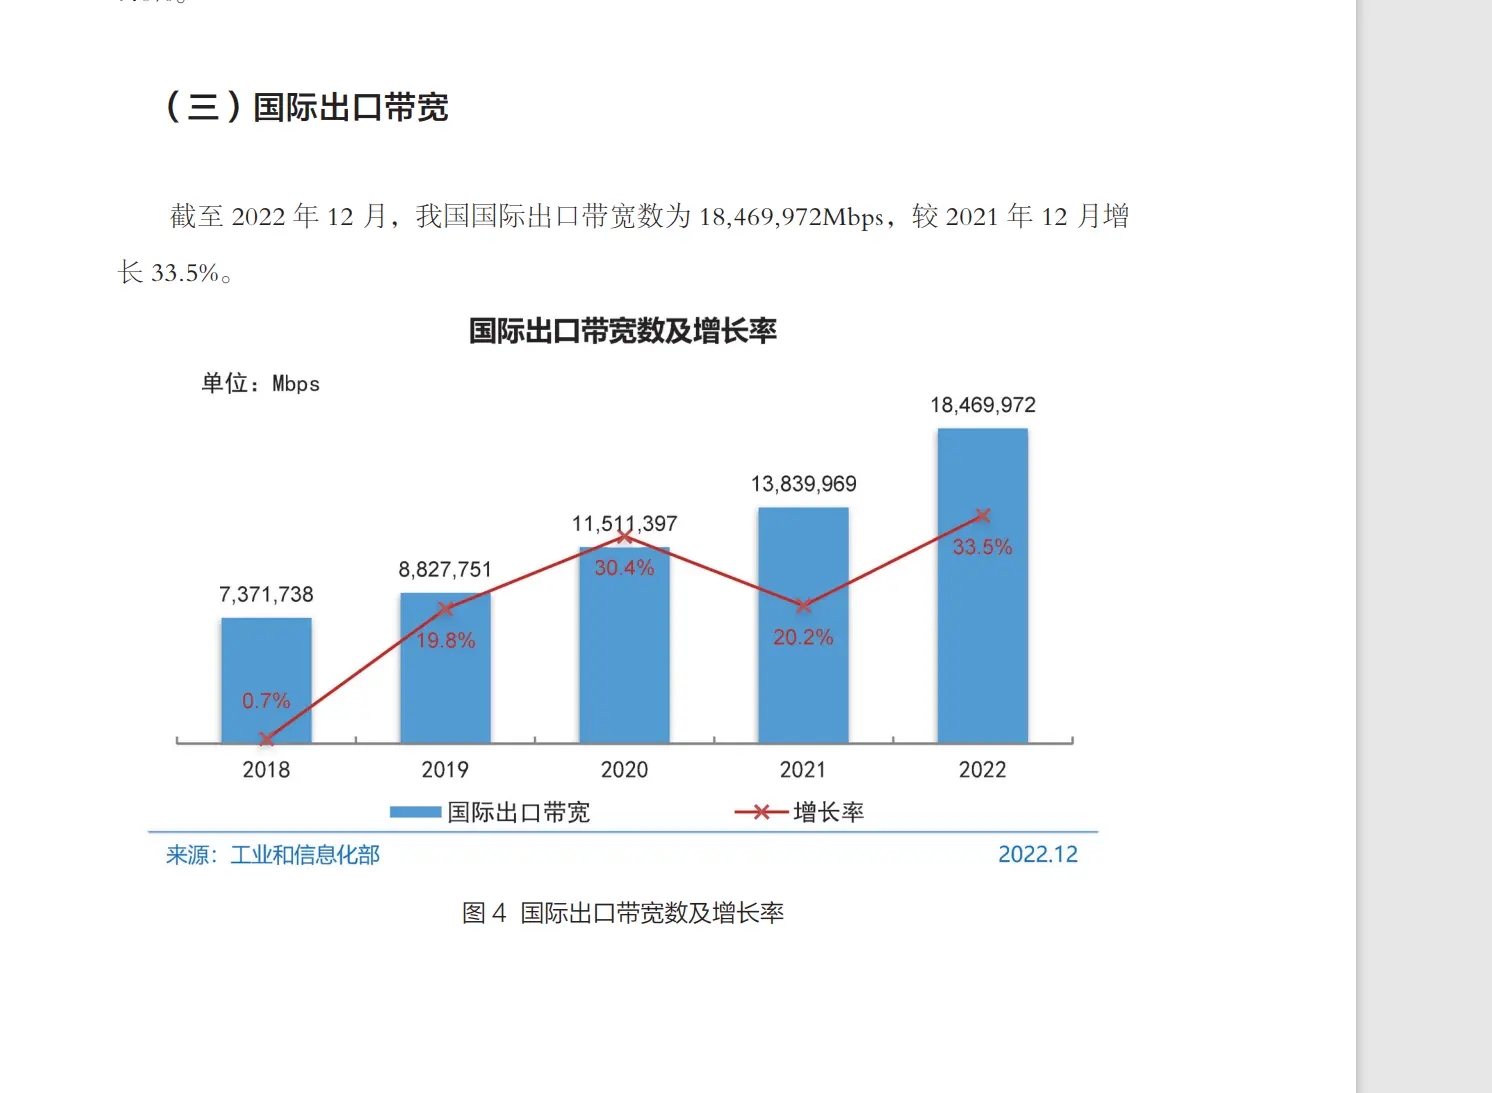 （三）国际出口带宽
截至 2022 年 12 月，我国国际出口带宽数为 18,469,972Mbps，较 2021 年 12 月增
长 33.5%。
国际出口带宽数及增长率
单位：Mbps
18,469,972
13,839,969
11,511,397
8,827,751
7,371,738
33.5%
30.4%
20.2%
19.8%
0.7%
2018 2019 2020 2021 2022
国际出口带宽 增长率
来源：工业和信息化部 2022.12
图 4 国际出口带宽数及增长率